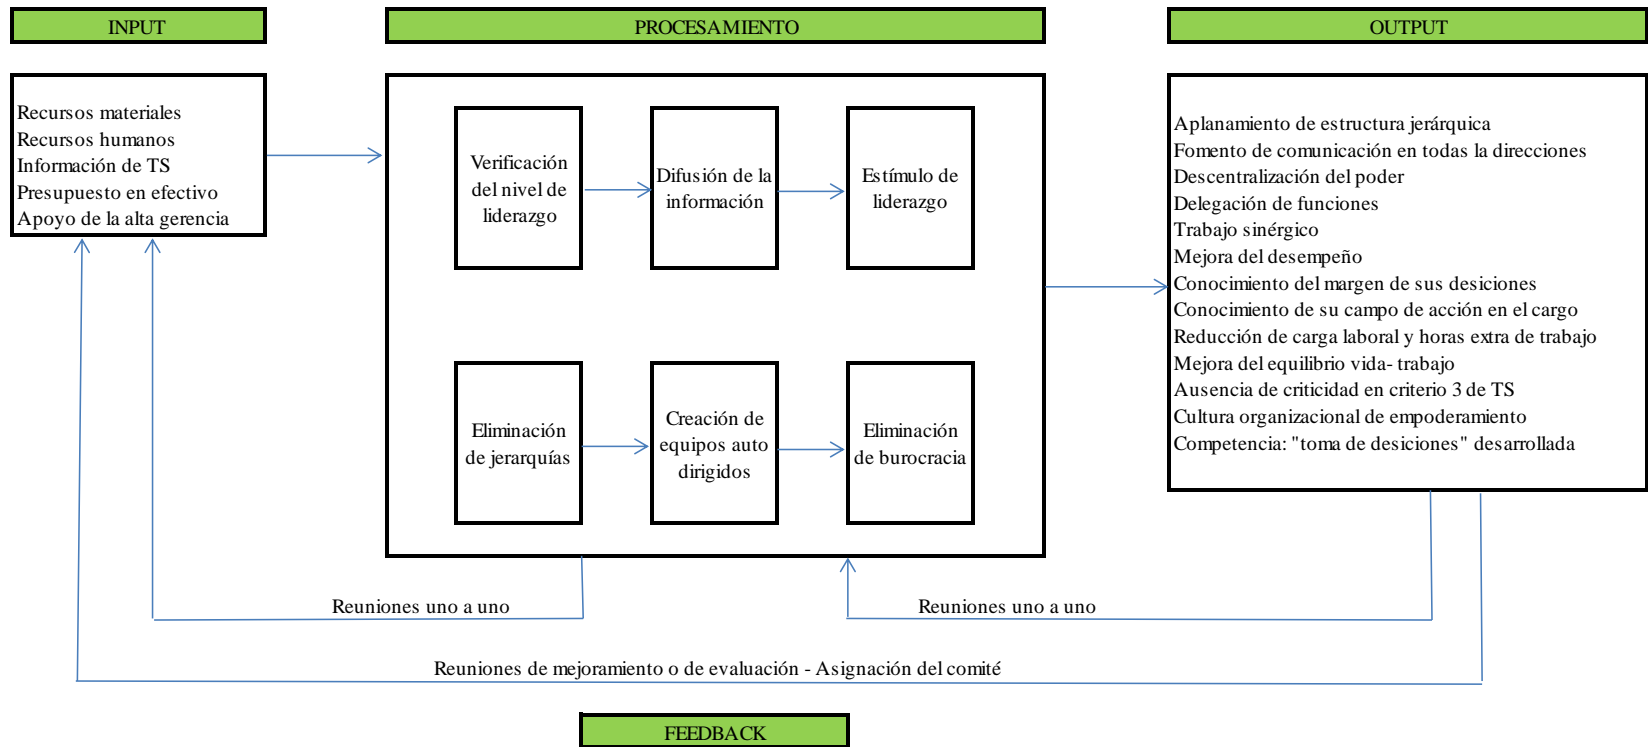 INPUT
PROCESAMIENTO
OUTPUT
Recursos materiales
Recursos humanos
Información de TS
Presupuesto en efectivo
Apoyo de la alta gerencia
Verificación
del nivel de
liderazgo
Difusión de la
información
Estímulo de
liderazgo
Eliminación
de jerarquías
Creación de
equipos auto
dirigidos
Eliminación
de burocracia
Aplanamiento de estructura jerárquica
Fomento de comunicación en todas la direcciones
Descentralización del poder
Delegación de funciones
Trabajo sinérgico
Mejora del desempeño
Conocimiento del margen de sus desiciones
Conocimiento de su campo de acción en el cargo
Reducción de carga laboral y horas extra de trabajo
Mejora del equilibrio vida- trabajo
Ausencia de criticidad en criterio 3 de TS
Cultura organizacional de empoderamiento
Competencia: "toma de desiciones" desarrollada
Reuniones uno a uno
Reuniones uno a uno
Reuniones de mejoramiento o de evaluación - Asignación del comité
FEEDBACK